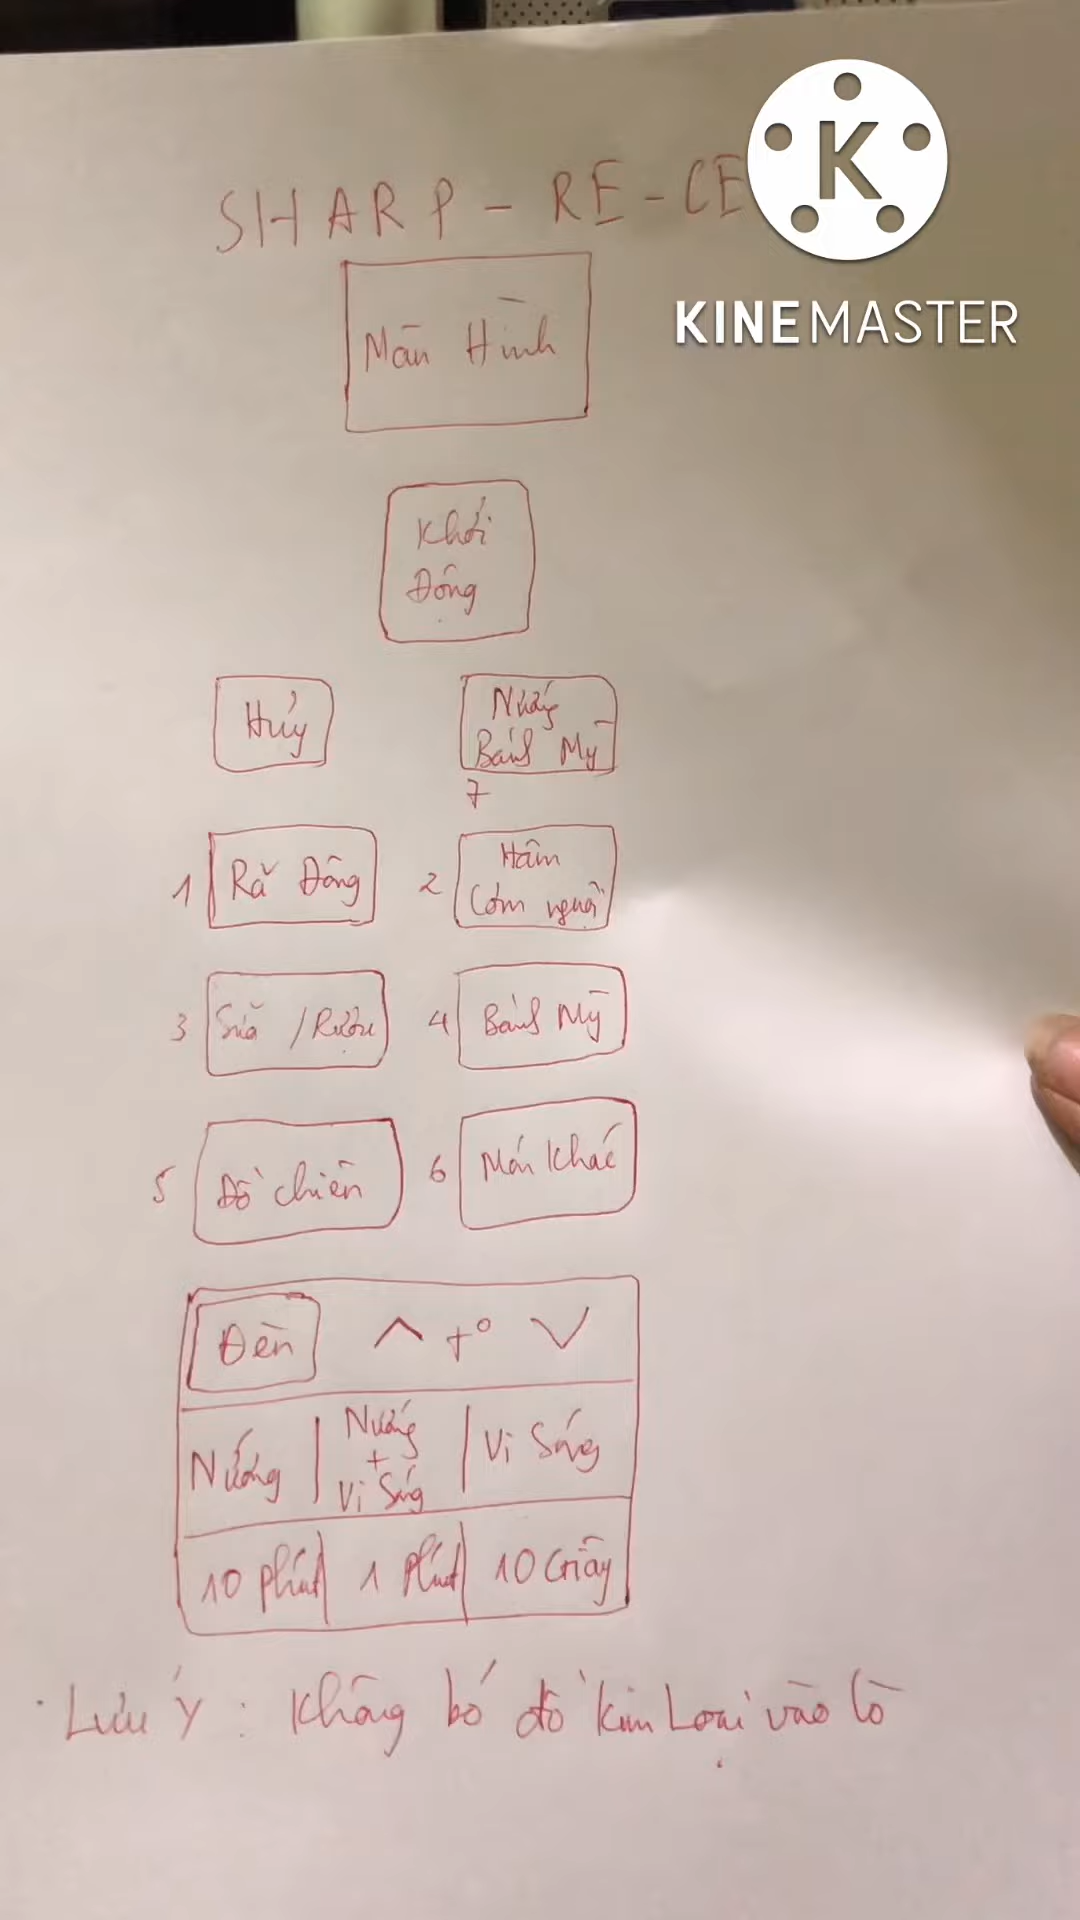 SHARP - RE - CE
KINEMASTER
Màn Hình
Khởi
Động
Hủy
Nướng
Bánh Mỳ
7
1 Rã Đông
2 Hâm
Cơm nguội
3 Sữa / Rượu
4 Bánh Mỳ
5 Đồ chiên
6 Món Khác
Đèn ∧ t° ∨
Nướng | Nướng + Vi Sóng | Vi Sóng
10 phút | 1 Phút | 10 Giây
Lưu Ý : Không bỏ đồ kim Loại vào lò